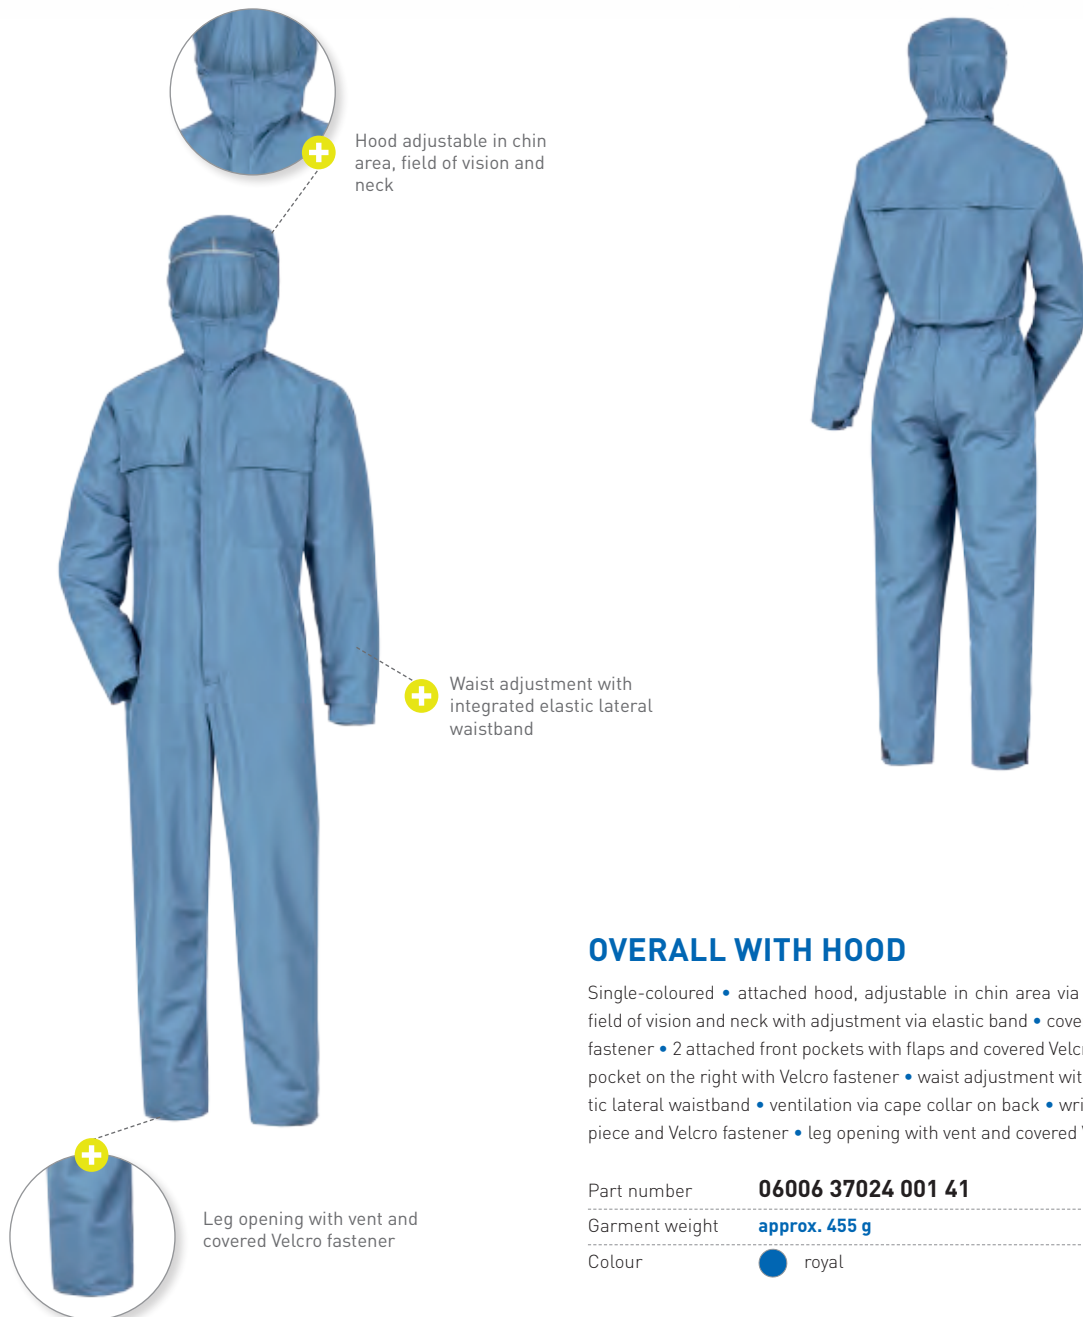 Hood adjustable in chin
area, field of vision and
neck
Waist adjustment with
integrated elastic lateral
waistband
Leg opening with vent and
covered Velcro fastener
OVERALL WITH HOOD
Single-coloured • attached hood, adjustable in chin area via
field of vision and neck with adjustment via elastic band •
fastener • 2 attached front pockets with flaps and covered
pocket on the right with Velcro fastener • waist adjustment
tic lateral waistband • ventilation via cape collar on back •
piece and Velcro fastener • leg opening with vent and covered
Part number 06006 37024 001 41
Garment weight approx. 455 g
Colour royal